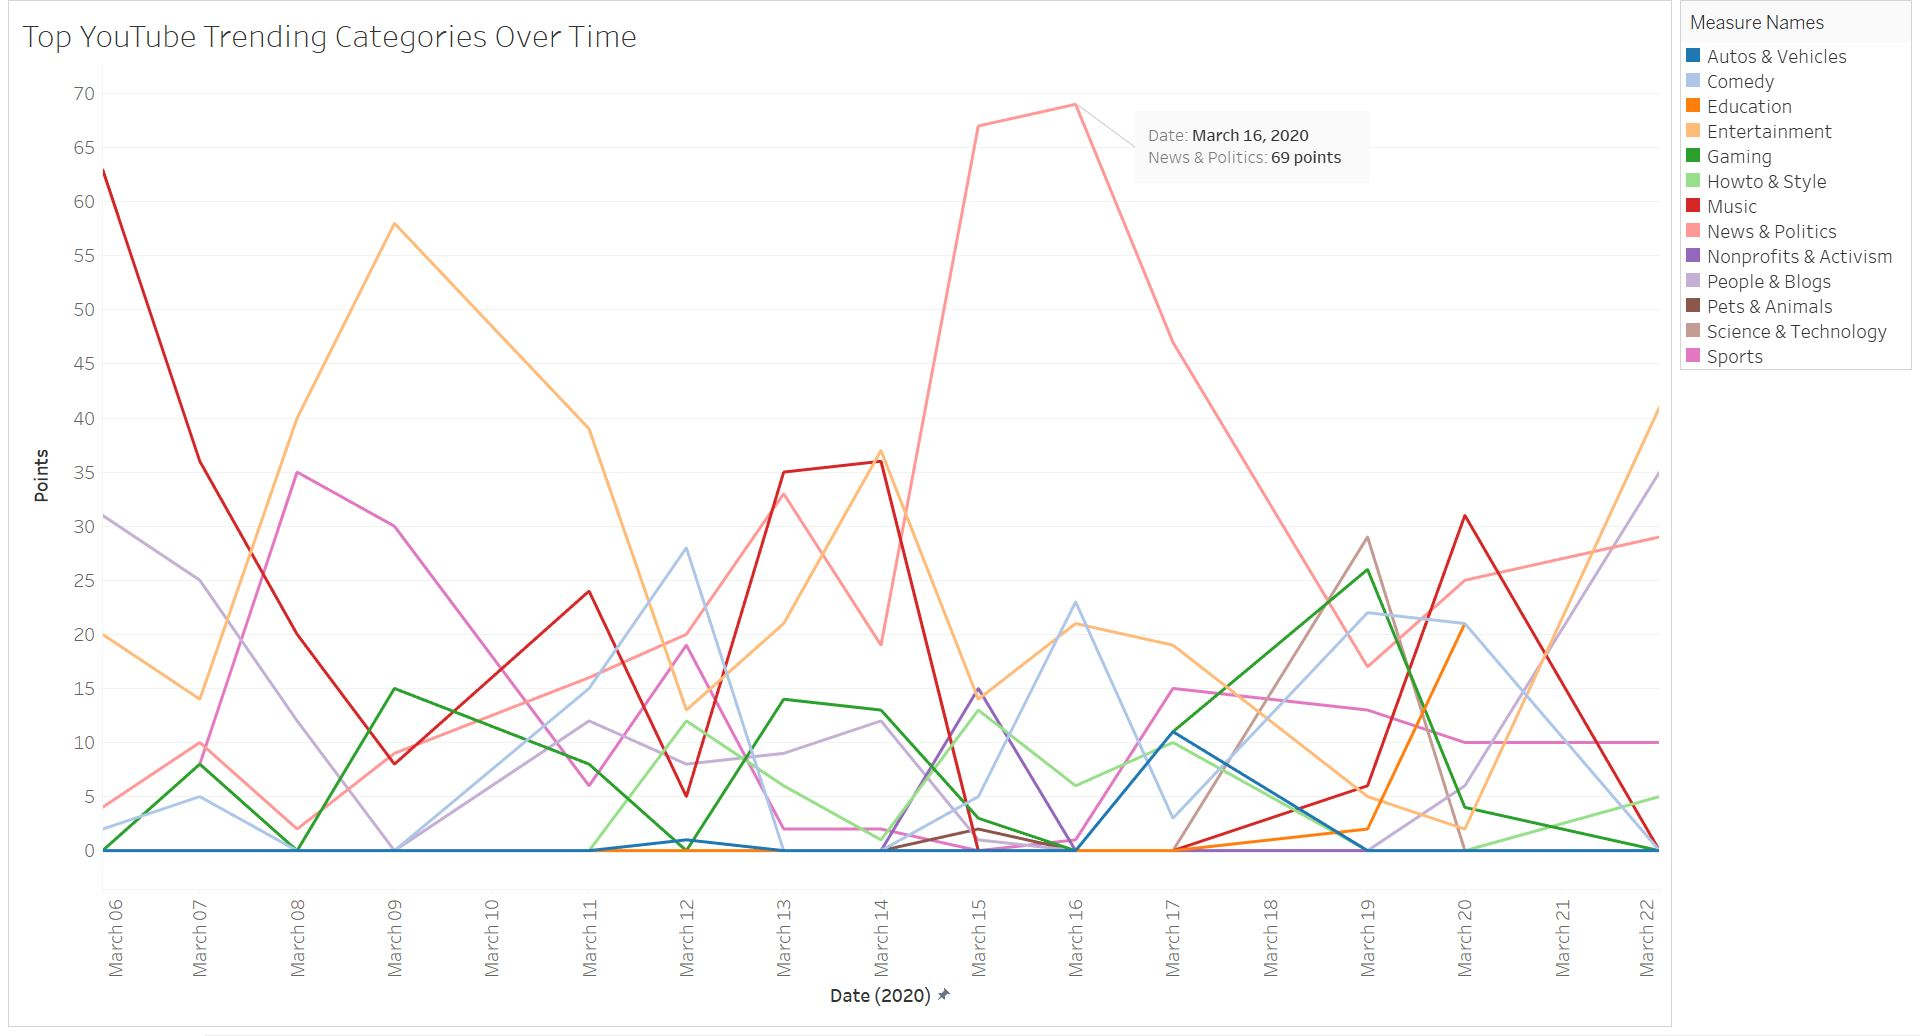 Top YouTube Trending Categories Over Time
70
65
60
55
50
45
40
35
30
25
20
15
10
5
0
Points
Date: March 16, 2020
News & Politics: 69 points
March 06
March 07
March 08
March 09
March 10
March 11
March 12
March 13
March 14
March 15
March 16
March 17
March 18
March 19
March 20
March 21
March 22
Date (2020)
Measure Names
Autos & Vehicles
Comedy
Education
Entertainment
Gaming
Howto & Style
Music
News & Politics
Nonprofits & Activism
People & Blogs
Pets & Animals
Science & Technology
Sports